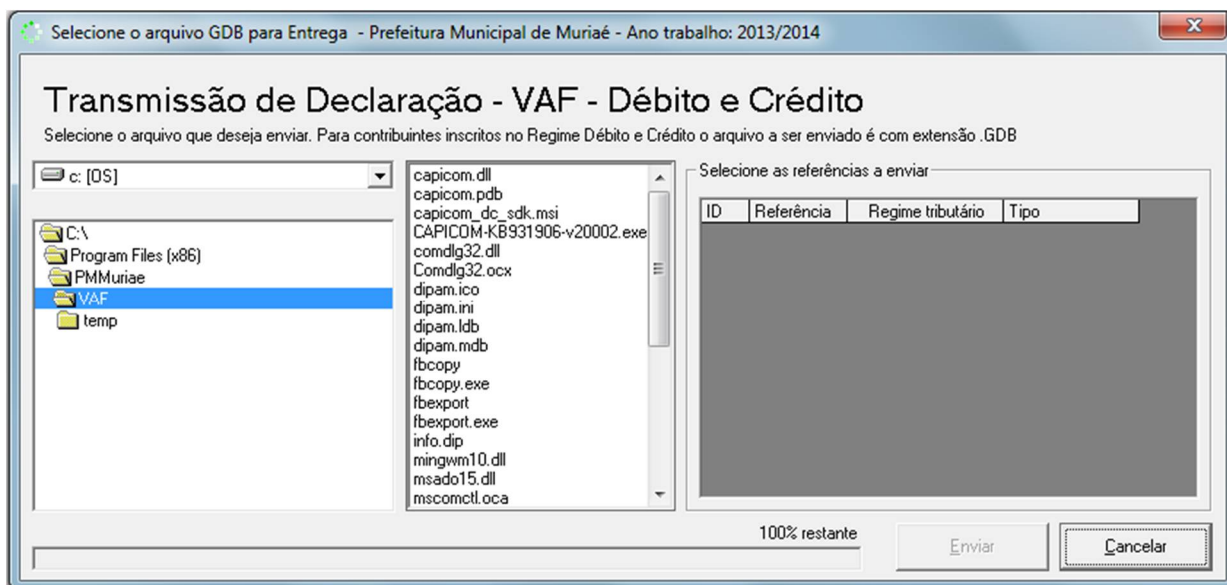 Selecione o arquivo GDB para Entrega - Prefeitura Municipal de Muriaé - Ano trabalho: 2013/2014
Transmissão de Declaração - VAF - Débito e Crédito
Selecione o arquivo que deseja enviar. Para contribuintes inscritos no Regime Débito e Crédito o arquivo a ser enviado é com extensão .GDB
c: [OS]
C:\
Program Files (x86)
PMMuriae
VAF
temp
capicom.dll
capicom.pdb
capicom_dc_sdk.msi
CAPICOM-KB931906-v20002.exe
comdlg32.dll
Comdlg32.ocx
dipam.ico
dipam.ini
dipam.ldb
dipam.mdb
fbcopy
fbcopy.exe
fbexport
fbexport.exe
info.dip
mingwm10.dll
msado15.dll
mscomctl.oca
Selecione as referências a enviar
ID Referência Regime tributário Tipo
100% restante
Enviar
Cancelar